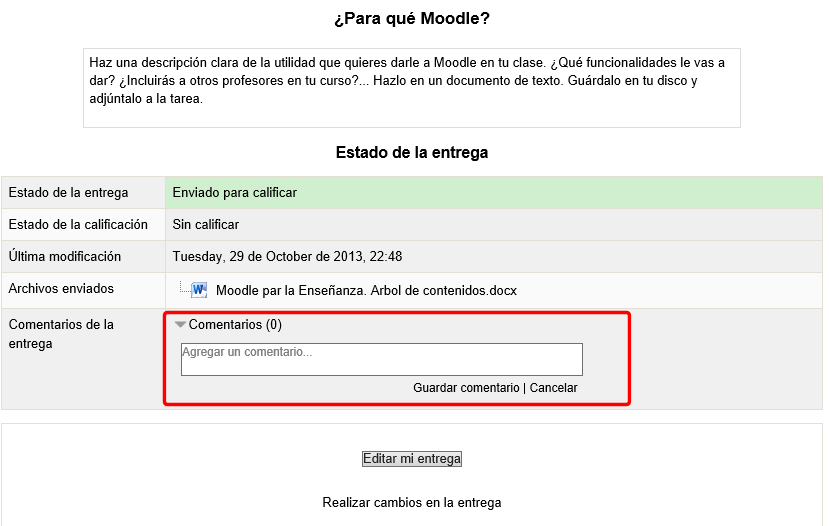 ¿Para qué Moodle?
Haz una descripción clara de la utilidad que quieres darle a Moodle en tu clase. ¿Qué funcionalidades le vas a
dar? ¿Incluirás a otros profesores en tu curso?... Hazlo en un documento de texto. Guárdalo en tu disco y
adjúntalo a la tarea.
Estado de la entrega
Estado de la entrega Enviado para calificar
Estado de la calificación Sin calificar
Última modificación Tuesday, 29 de October de 2013, 22:48
Archivos enviados Moodle par la Enseñanza. Arbol de contenidos.docx
Comentarios de la
entrega
Comentarios (0)
Agregar un comentario...
Guardar comentario | Cancelar
Editar mi entrega
Realizar cambios en la entrega